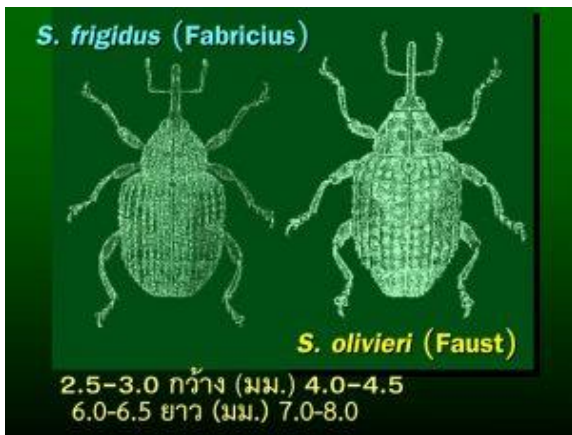 S. frigidus (Fabricius)
S. olivieri (Faust)
2.5-3.0 กว้าง (มม.) 4.0-4.5
6.0-6.5 ยาว (มม.) 7.0-8.0